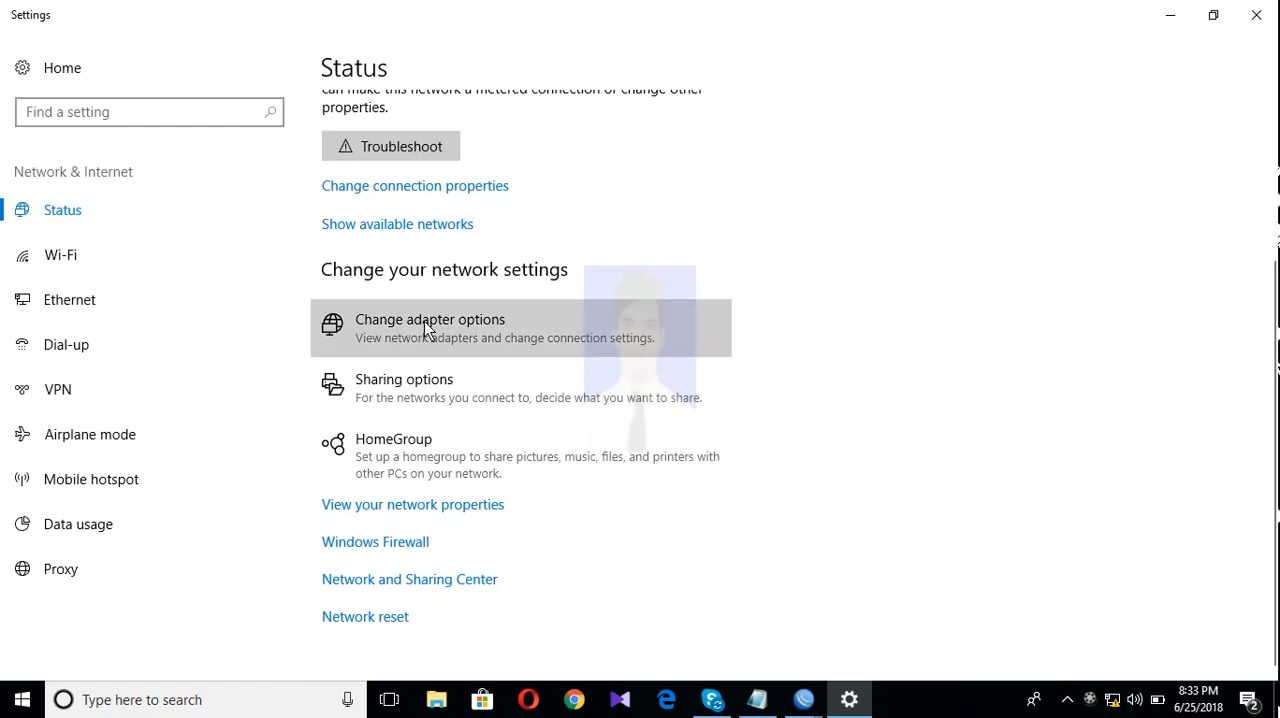 Settings
Home
Find a setting
Network & Internet
Status
Wi-Fi
Ethernet
Dial-up
VPN
Airplane mode
Mobile hotspot
Data usage
Proxy
Status
can make this network a metered connection or change other
properties.
Troubleshoot
Change connection properties
Show available networks
Change your network settings
Change adapter options
View network adapters and change connection settings.
Sharing options
For the networks you connect to, decide what you want to share.
HomeGroup
Set up a homegroup to share pictures, music, files, and printers with
other PCs on your network.
View your network properties
Windows Firewall
Network and Sharing Center
Network reset
Type here to search
8:33 PM
6/25/2018
2